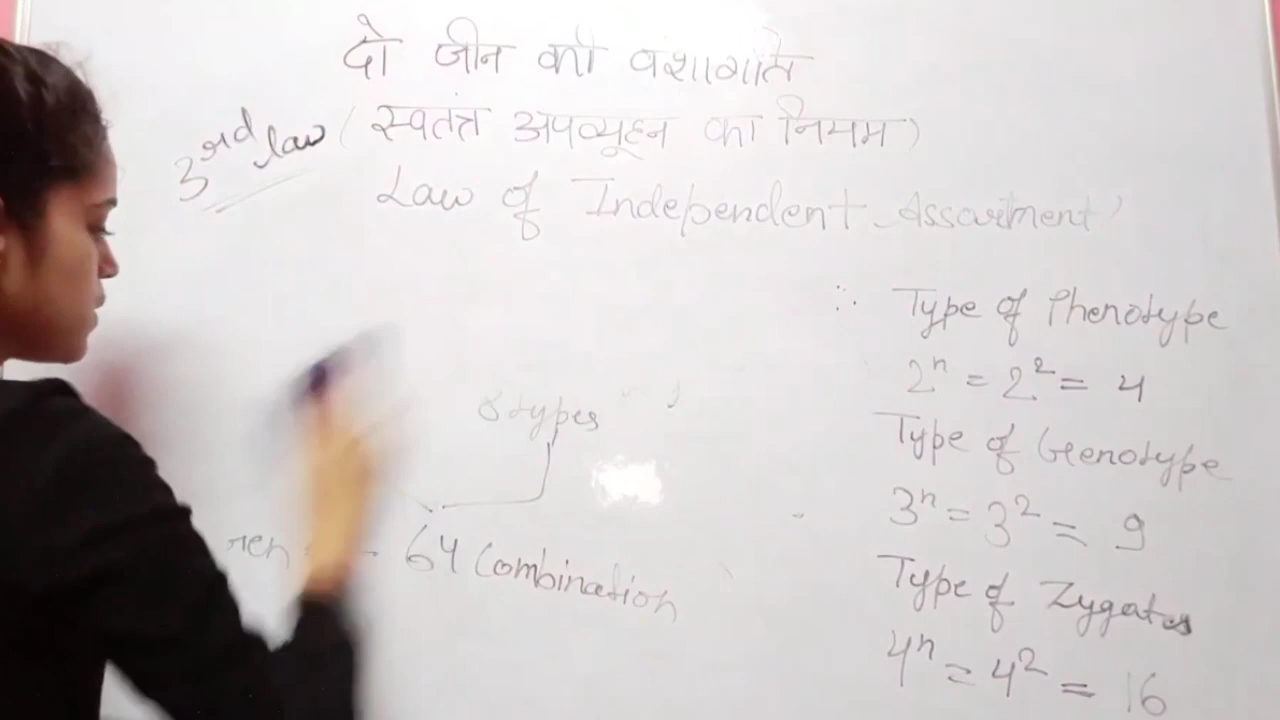 दो जीन की वंशागति
3rd law (स्वतंत्र अपव्यूहन का नियम)
Law of Independent Assortment)
∴ Type of Phenotype
2ⁿ = 2² = 4
8 types
Type of Genotype
3ⁿ = 3² = 9
64 Combination
Type of Zygates
4ⁿ = 4² = 16